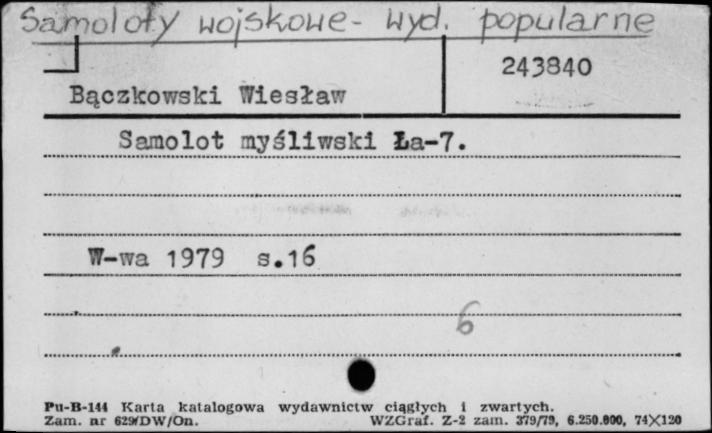 Samoloty wojskowe - wyd. popularne
243840
Bączkowski Wiesław
Samolot myśliwski Ła-7.
W-wa 1979 s.16
6
Pu-B-144 Karta katalogowa wydawnictw ciągłych i zwartych.
Zam. nr 629/DW/On. WZGraf. Z-2 zam. 379/79, 6.250.000, 74X120